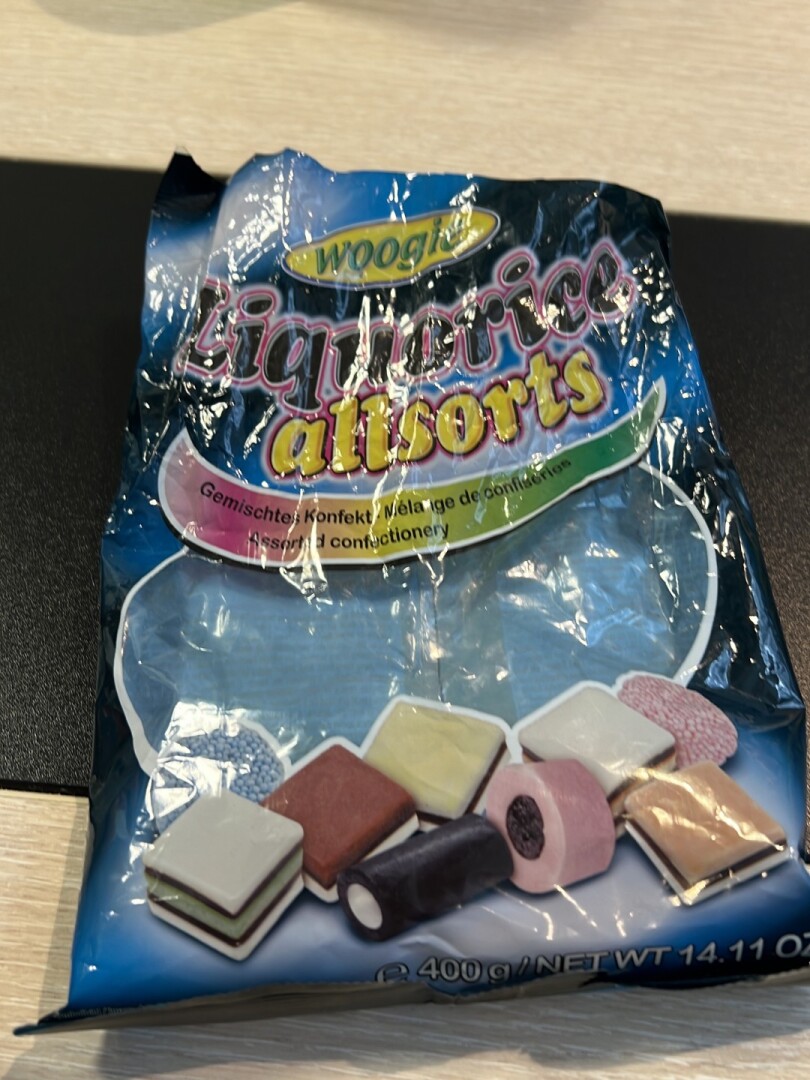 woogie
Liquorice
allsorts
Gemischtes Konfekt · Mélange de confiseries
Assorted confectionery
℮ 400 g / NET WT 14.11 OZ